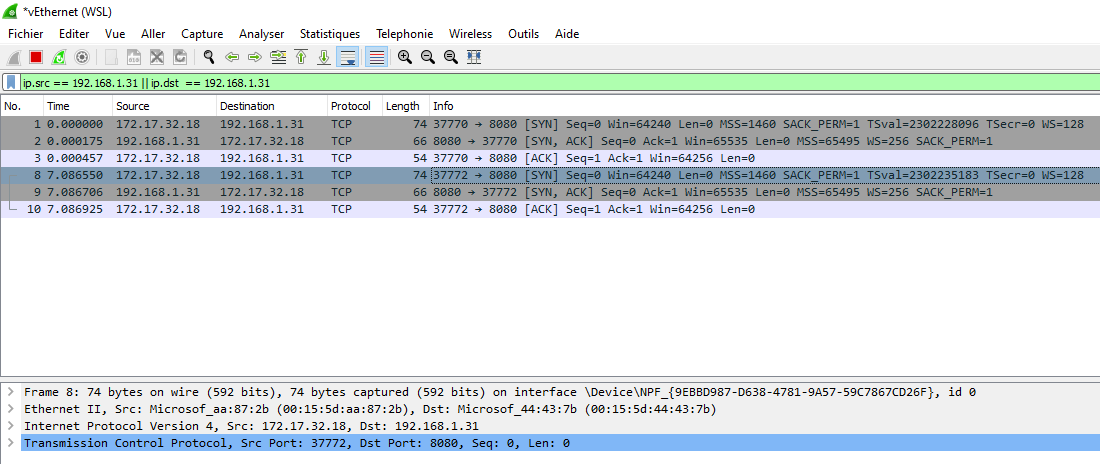 *vEthernet (WSL)
Fichier Editer Vue Aller Capture Analyser Statistiques Telephonie Wireless Outils Aide
ip.src == 192.168.1.31 || ip.dst == 192.168.1.31
No. Time Source Destination Protocol Length Info
1 0.000000 172.17.32.18 192.168.1.31 TCP 74 37770 → 8080 [SYN] Seq=0 Win=64240 Len=0 MSS=1460 SACK_PERM=1 TSval=2302228096 TSecr=0 WS=128
2 0.000175 192.168.1.31 172.17.32.18 TCP 66 8080 → 37770 [SYN, ACK] Seq=0 Ack=1 Win=65535 Len=0 MSS=65495 WS=256 SACK_PERM=1
3 0.000457 172.17.32.18 192.168.1.31 TCP 54 37770 → 8080 [ACK] Seq=1 Ack=1 Win=64256 Len=0
8 7.086550 172.17.32.18 192.168.1.31 TCP 74 37772 → 8080 [SYN] Seq=0 Win=64240 Len=0 MSS=1460 SACK_PERM=1 TSval=2302235183 TSecr=0 WS=128
9 7.086706 192.168.1.31 172.17.32.18 TCP 66 8080 → 37772 [SYN, ACK] Seq=0 Ack=1 Win=65535 Len=0 MSS=65495 WS=256 SACK_PERM=1
10 7.086925 172.17.32.18 192.168.1.31 TCP 54 37772 → 8080 [ACK] Seq=1 Ack=1 Win=64256 Len=0
Frame 8: 74 bytes on wire (592 bits), 74 bytes captured (592 bits) on interface \Device\NPF_{9EBBD987-D638-4781-9A57-59C7867CD26F}, id 0
Ethernet II, Src: Microsof_aa:87:2b (00:15:5d:aa:87:2b), Dst: Microsof_44:43:7b (00:15:5d:44:43:7b)
Internet Protocol Version 4, Src: 172.17.32.18, Dst: 192.168.1.31
Transmission Control Protocol, Src Port: 37772, Dst Port: 8080, Seq: 0, Len: 0